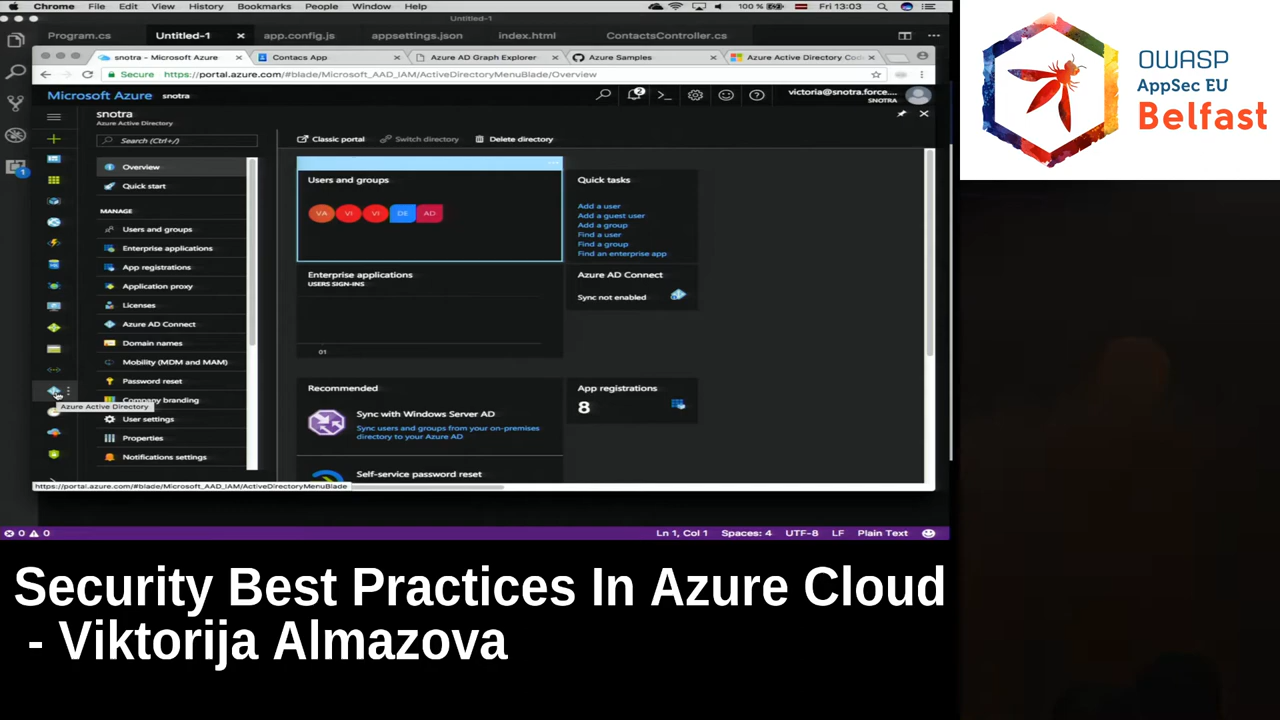 Chrome File Edit View History Bookmarks People Window Help 100 % Fri 13:03
Untitled-1
Program.cs Untitled-1 app.config.js appsettings.json index.html ContactsController.cs
snotra – Microsoft Azure Contacs App Azure AD Graph Explorer Azure Samples Azure Active Directory Cod
Secure https://portal.azure.com/#blade/Microsoft_AAD_IAM/ActiveDirectoryMenuBlade/Overview
Microsoft Azure snotra 2 victoria@snotra.force....
SNOTRA
snotra
Azure Active Directory
Search (Ctrl+/)
Classic portal Switch directory Delete directory
Overview
Quick start
MANAGE
Users and groups
Enterprise applications
App registrations
Application proxy
Licenses
Azure AD Connect
Domain names
Mobility (MDM and MAM)
Password reset
Company branding
User settings
Properties
Notifications settings
1
Azure Active Directory
Users and groups
VA VI VI DE AD
Quick tasks
Add a user
Add a guest user
Add a group
Find a user
Find a group
Find an enterprise app
Enterprise applications
USERS SIGN-INS
01
Azure AD Connect
Sync not enabled
Recommended
Sync with Windows Server AD
Sync users and groups from your on-premises
directory to your Azure AD
Self-service password reset
App registrations
8
https://portal.azure.com/#blade/Microsoft_AAD_IAM/ActiveDirectoryMenuBlade
0 0 Ln 1, Col 1 Spaces: 4 UTF-8 LF Plain Text
OWASP
AppSec EU
Belfast
Security Best Practices In Azure Cloud
- Viktorija Almazova